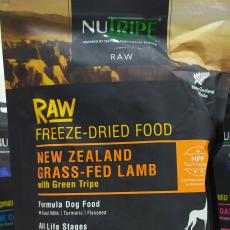 NUTRIPE
RAW
New Zealand
RAW
FREEZE-DRIED FOOD
NEW ZEALAND
GRASS-FED LAMB
with Green Tripe
HPP
Formula Dog Food
Goat Milk | Turmeric | Flaxseed
All Life Stages